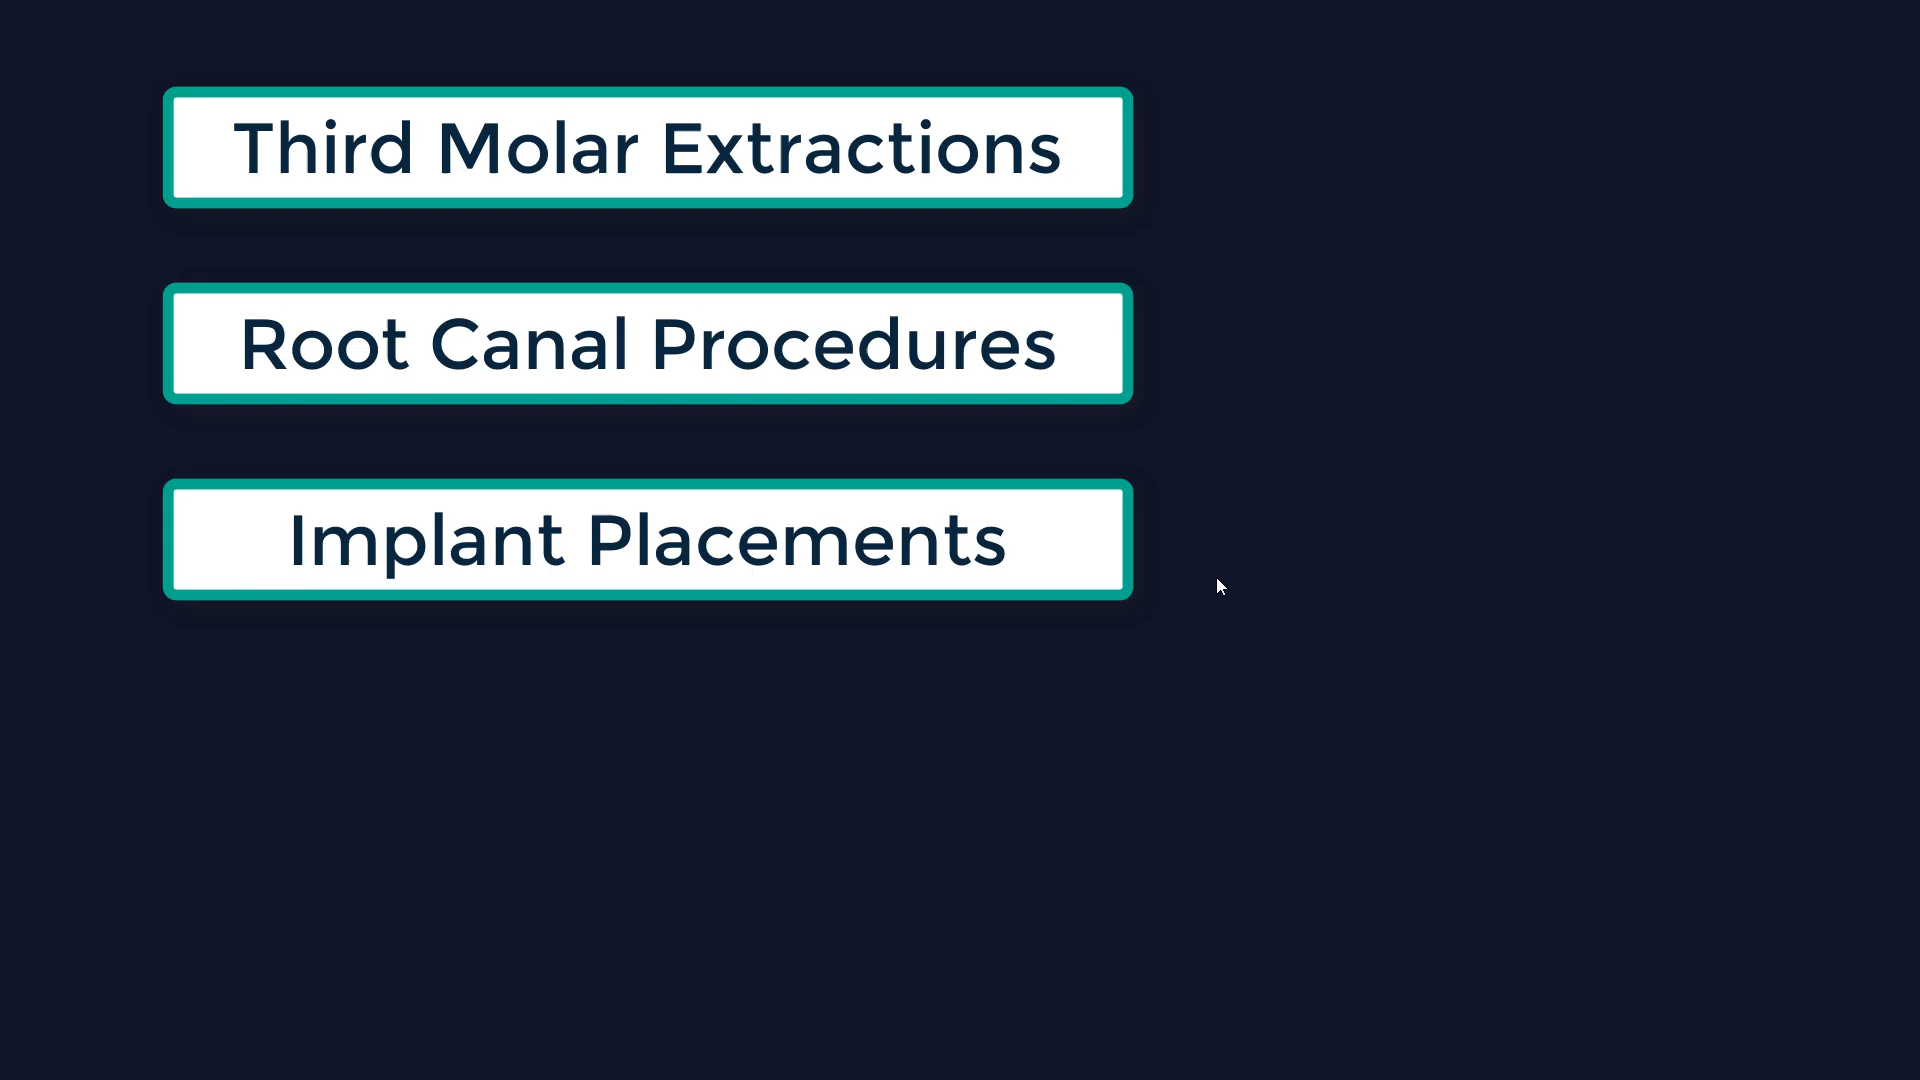 Third Molar Extractions
Root Canal Procedures
Implant Placements